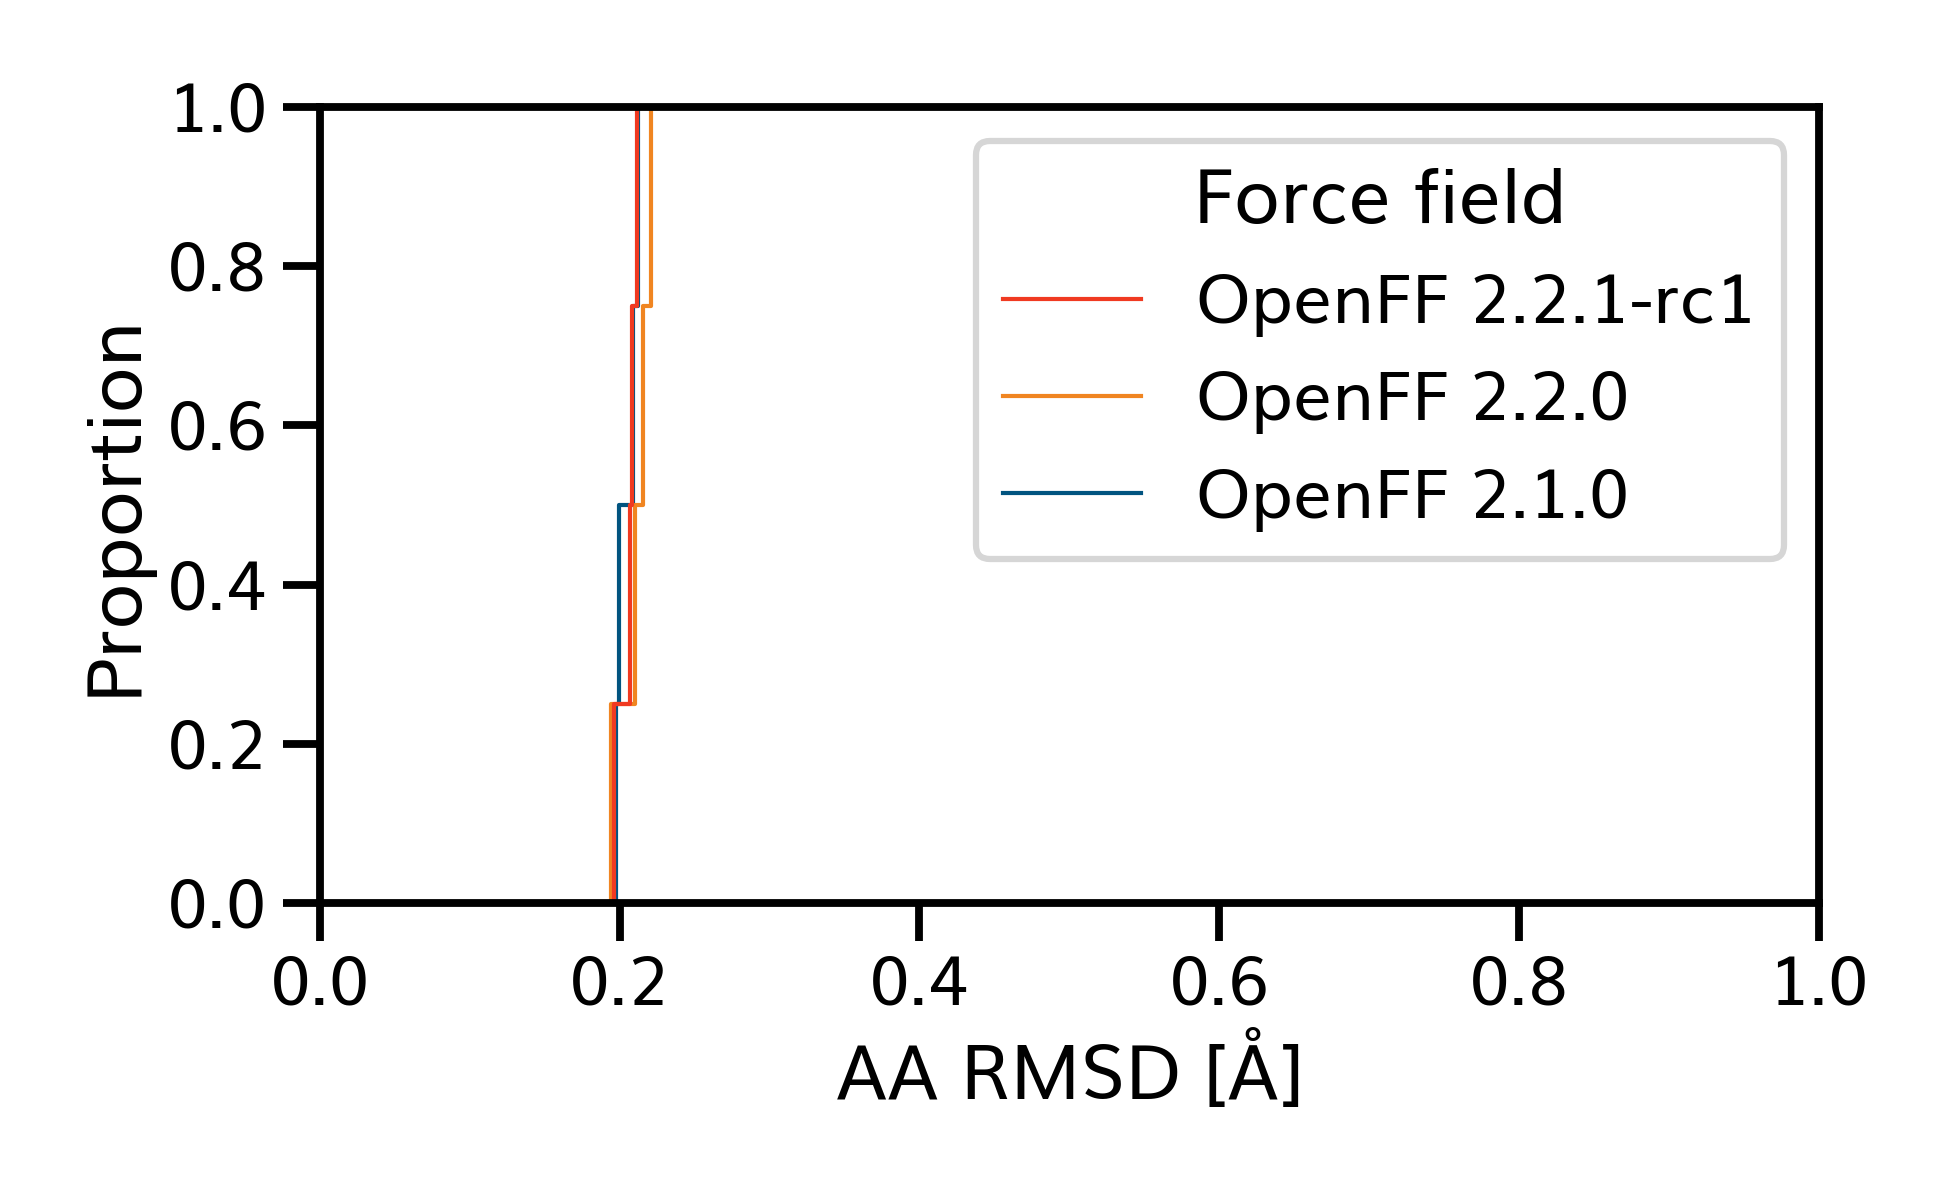 1.0
0.8
0.6
0.4
0.2
0.0
Proportion
Force field
OpenFF 2.2.1-rc1
OpenFF 2.2.0
OpenFF 2.1.0
0.0 0.2 0.4 0.6 0.8 1.0
AA RMSD [Å]